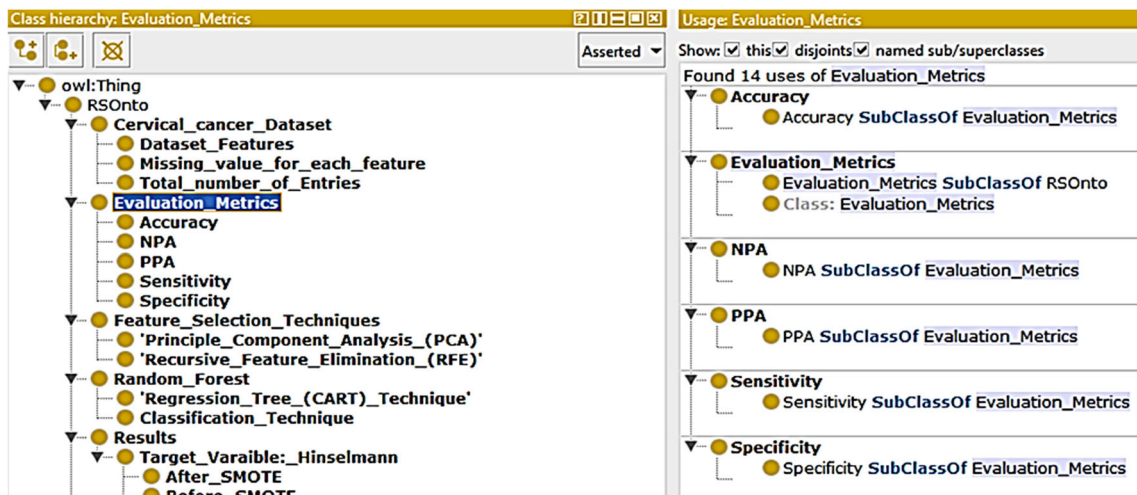 Class hierarchy: Evaluation_Metrics
Asserted
owl:Thing
RSOnto
Cervical_cancer_Dataset
Dataset_Features
Missing_value_for_each_feature
Total_number_of_Entries
Evaluation_Metrics
Accuracy
NPA
PPA
Sensitivity
Specificity
Feature_Selection_Techniques
'Principle_Component_Analysis_(PCA)'
'Recursive_Feature_Elimination_(RFE)'
Random_Forest
'Regression_Tree_(CART)_Technique'
Classification_Technique
Results
Target_Varaible:_Hinselmann
After_SMOTE
Before_SMOTE
Usage: Evaluation_Metrics
Show: this disjoints named sub/superclasses
Found 14 uses of Evaluation_Metrics
Accuracy
Accuracy SubClassOf Evaluation_Metrics
Evaluation_Metrics
Evaluation_Metrics SubClassOf RSOnto
Class: Evaluation_Metrics
NPA
NPA SubClassOf Evaluation_Metrics
PPA
PPA SubClassOf Evaluation_Metrics
Sensitivity
Sensitivity SubClassOf Evaluation_Metrics
Specificity
Specificity SubClassOf Evaluation_Metrics